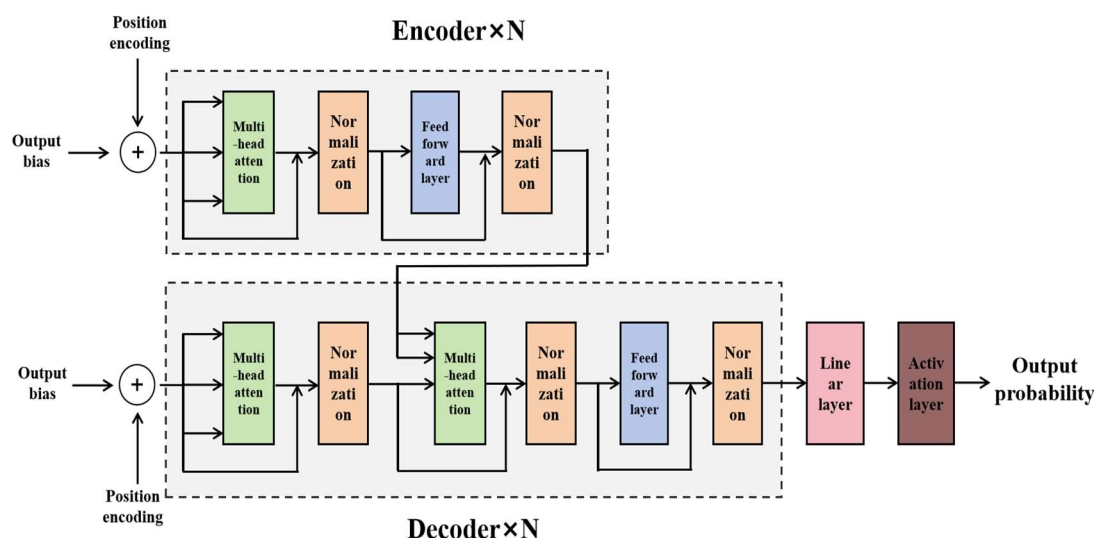 Position
encoding
Encoder×N
Output
bias
+
Multi
-head
atten
tion
Nor
mali
zati
on
Feed
forw
ard
layer
Nor
mali
zati
on
Output
bias
+
Multi
-head
atten
tion
Nor
mali
zati
on
Multi
-head
atten
tion
Nor
mali
zati
on
Feed
forw
ard
layer
Nor
mali
zati
on
Line
ar
layer
Activ
ation
layer
Output
probability
Position
encoding
Decoder×N